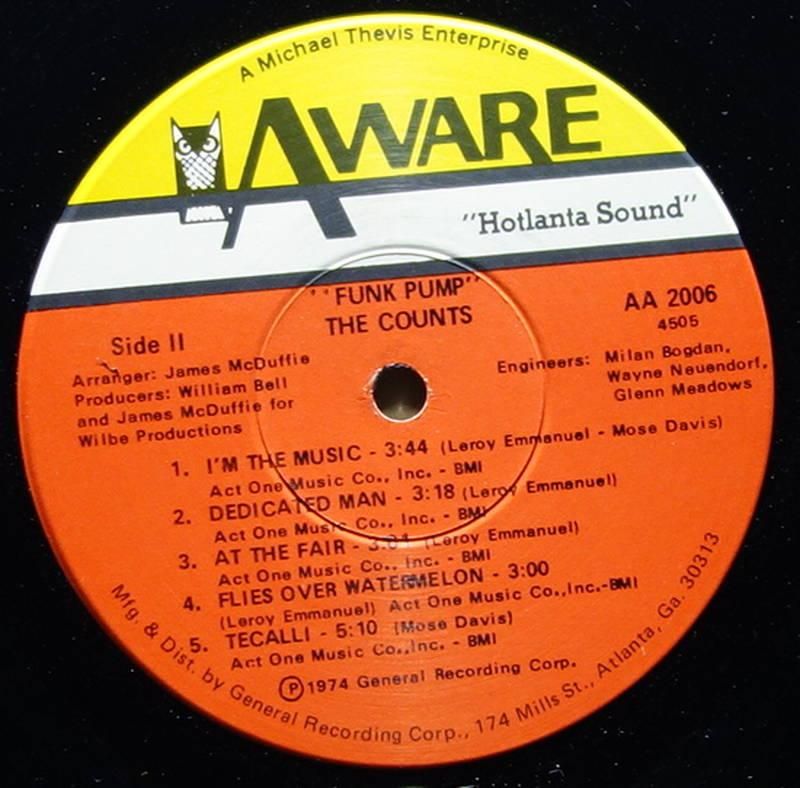 A Michael Thevis Enterprise
AWARE
"Hotlanta Sound"
"FUNK PUMP"
THE COUNTS
AA 2006
4505
Side II
Arranger: James McDuffie
Producers: William Bell
and James McDuffie for
Wilbe Productions
Engineers: Milan Bogdan,
Wayne Neuendorf,
Glenn Meadows
1. I'M THE MUSIC - 3:44 (Leroy Emmanuel - Mose Davis)
Act One Music Co., Inc. - BMI
2. DEDICATED MAN - 3:18 (Leroy Emmanuel)
Act One Music Co., Inc. - BMI
3. AT THE FAIR - (Leroy Emmanuel)
Act One Music Co., Inc. - BMI
4. FLIES OVER WATERMELON - 3:00
(Leroy Emmanuel) Act One Music Co.,Inc.-BMI
5. TECALLI - 5:10 (Mose Davis)
Act One Music Co.,Inc. - BMI
℗ 1974 General Recording Corp.
Mfg. & Dist. by General Recording Corp., 174 Mills St., Atlanta, Ga. 30313